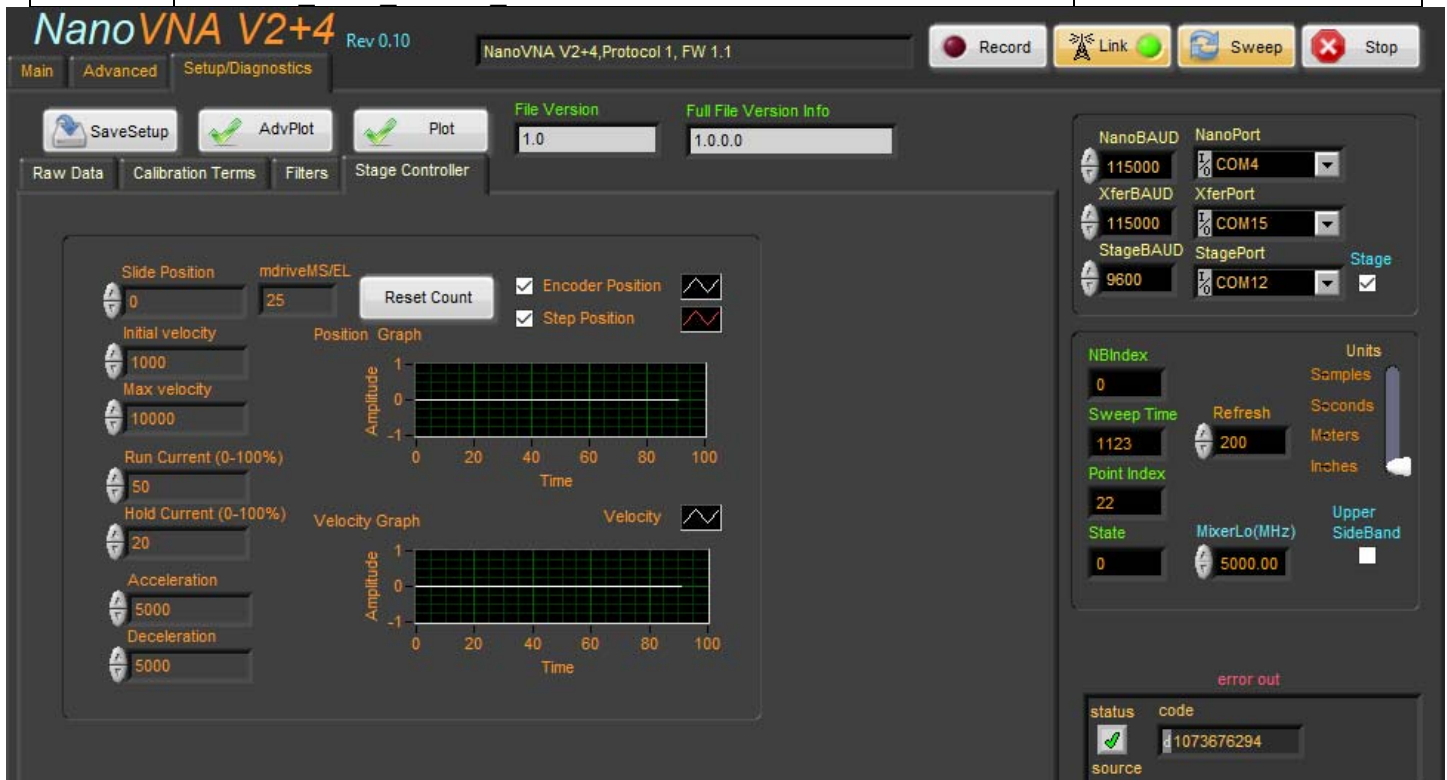 NanoVNA V2+4 Rev 0.10
NanoVNA V2+4,Protocol 1, FW 1.1
Record
Link
Sweep
Stop
Main
Advanced
Setup/Diagnostics
SaveSetup
AdvPlot
Plot
File Version
1.0
Full File Version Info
1.0.0.0
Raw Data
Calibration Terms
Filters
Stage Controller
Slide Position
0
mdriveMS/EL
25
Reset Count
Encoder Position
Step Position
Initial velocity
1000
Max velocity
10000
Run Current (0-100%)
50
Hold Current (0-100%)
20
Acceleration
5000
Deceleration
5000
Position Graph
Amplitude
1
0
-1
0 20 40 60 80 100
Time
Velocity Graph
Velocity
Amplitude
1
0
-1
0 20 40 60 80 100
Time
NanoBAUD
115000
NanoPort
I/O COM4
XferBAUD
115000
XferPort
I/O COM15
StageBAUD
9600
StagePort
I/O COM12
Stage
NBIndex
0
Sweep Time
1123
Point Index
22
State
0
Refresh
200
MixerLo(MHz)
5000.00
Units
Samples
Seconds
Meters
Inches
Upper
SideBand
error out
status
code
d 1073676294
source